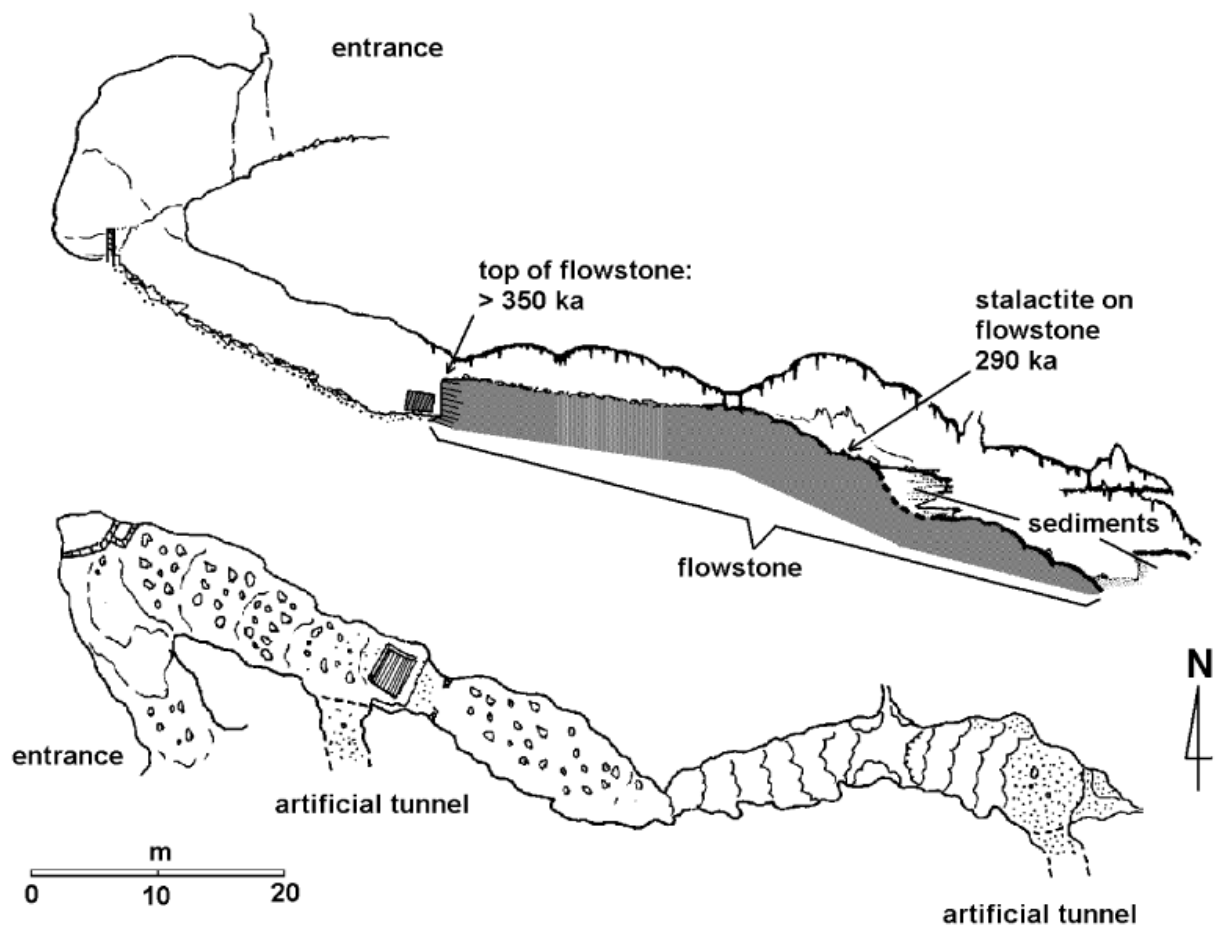 entrance
top of flowstone:
> 350 ka
stalactite on
flowstone
290 ka
sediments
flowstone
N
entrance
artificial tunnel
m
0 10 20
artificial tunnel